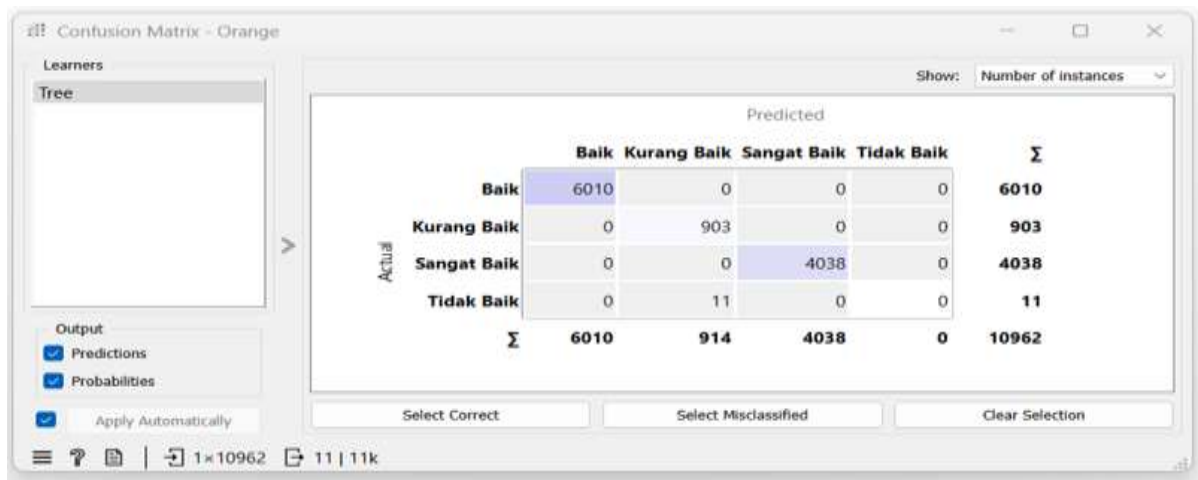 Confusion Matrix - Orange
Learners
Tree
Show: Number of instances
Predicted
Baik Kurang Baik Sangat Baik Tidak Baik Σ
Actual
Baik 6010 0 0 0 6010
Kurang Baik 0 903 0 0 903
Sangat Baik 0 0 4038 0 4038
Tidak Baik 0 11 0 0 11
Σ 6010 914 4038 0 10962
>
Output
Predictions
Probabilities
Apply Automatically
Select Correct
Select Misclassified
Clear Selection
? | 1×10962 11 | 11k